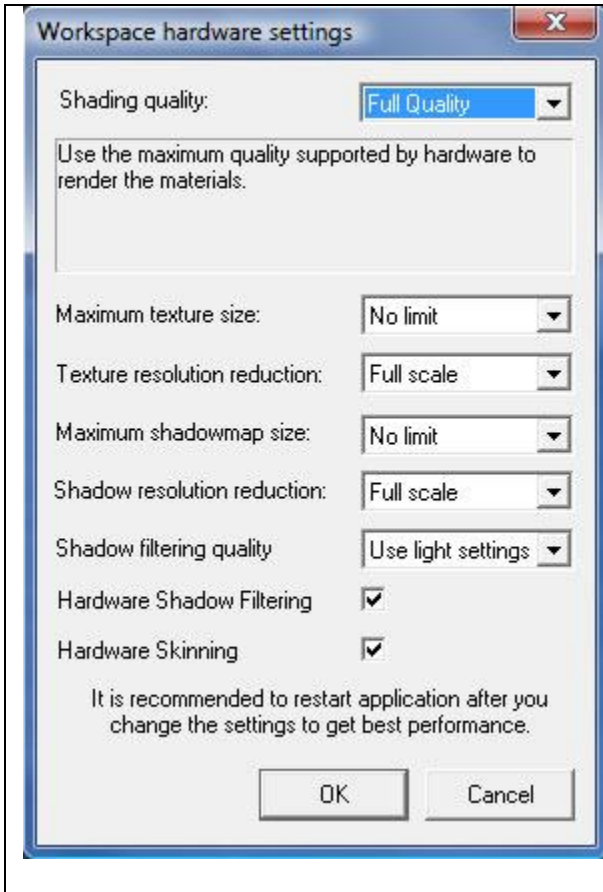 Workspace hardware settings
Shading quality: Full Quality
Use the maximum quality supported by hardware to
render the materials.
Maximum texture size: No limit
Texture resolution reduction: Full scale
Maximum shadowmap size: No limit
Shadow resolution reduction: Full scale
Shadow filtering quality Use light settings
Hardware Shadow Filtering
Hardware Skinning
It is recommended to restart application after you
change the settings to get best performance.
OK Cancel